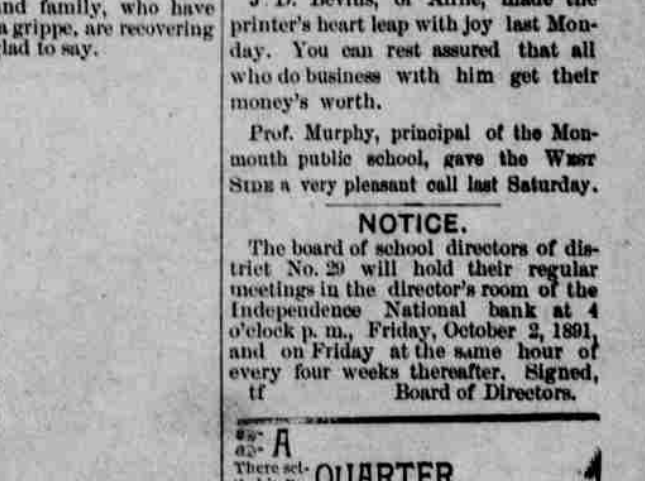 and family, who have
a grippe, are recovering
glad to say.
printer's heart leap with joy last Mon-
day. You can rest assured that all
who do business with him get their
money's worth.
Prof. Murphy, principal of the Mon-
mouth public school, gave the WEST
SIDE a very pleasant call last Saturday.
NOTICE.
The board of school directors of dis-
trict No. 29 will hold their regular
meetings in the director's room of the
Independence National bank at 4
o'clock p. m., Friday, October 2, 1891,
and on Friday at the same hour of
every four weeks thereafter. Signed,
tf Board of Directors.
A
There sel-
QUARTER